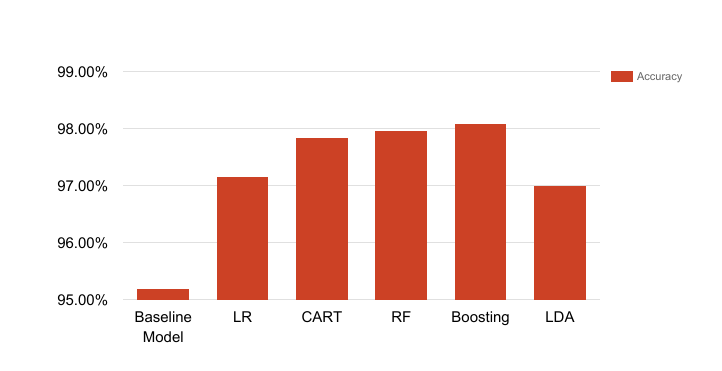 99.00%
Accuracy
98.00%
97.00%
96.00%
95.00%
Baseline Model
LR
CART
RF
Boosting
LDA